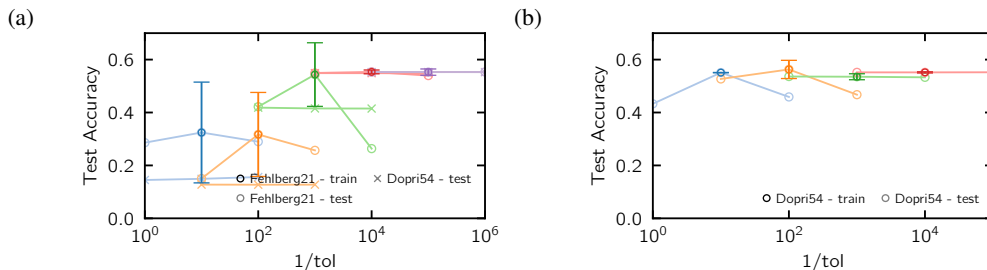 (a)
Test Accuracy
0.6
0.4
0.2
0.0
Fehlberg21 - train
Dopri54 - test
Fehlberg21 - test
10^0
10^2
10^4
10^6
1/tol
(b)
Test Accuracy
0.6
0.4
0.2
0.0
Dopri54 - train
Dopri54 - test
10^0
10^2
10^4
1/tol